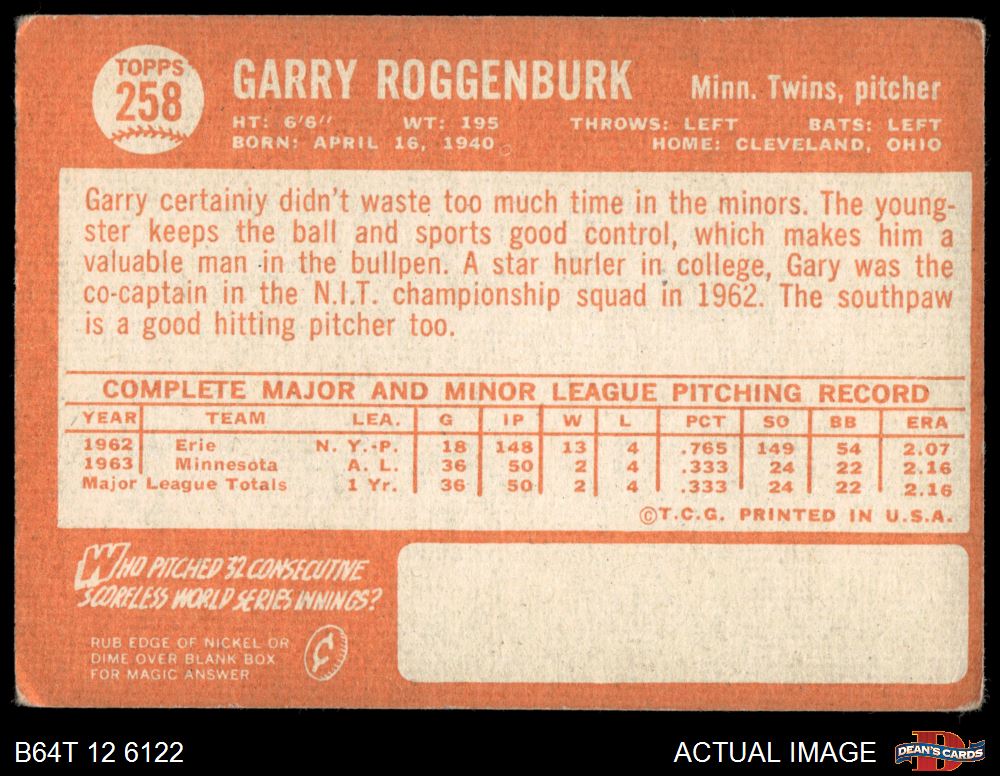 TOPPS
258
GARRY ROGGENBURK
Minn. Twins, pitcher
HT: 6'6" WT: 195 THROWS: LEFT BATS: LEFT
BORN: APRIL 16, 1940 HOME: CLEVELAND, OHIO
Garry certainiy didn't waste too much time in the minors. The young-
ster keeps the ball and sports good control, which makes him a
valuable man in the bullpen. A star hurler in college, Gary was the
co-captain in the N.I.T. championship squad in 1962. The southpaw
is a good hitting pitcher too.
COMPLETE MAJOR AND MINOR LEAGUE PITCHING RECORD
YEAR TEAM LEA. G IP W L PCT SO BB ERA
1962 Erie N. Y.-P. 18 148 13 4 .765 149 54 2.07
1963 Minnesota A. L. 36 50 2 4 .333 24 22 2.16
Major League Totals 1 Yr. 36 50 2 4 .333 24 22 2.16
©T.C.G. PRINTED IN U.S.A.
WHO PITCHED 32 CONSECUTIVE
SCORELESS WORLD SERIES INNINGS?
RUB EDGE OF NICKEL OR
DIME OVER BLANK BOX
FOR MAGIC ANSWER
¢
B64T 12 6122
ACTUAL IMAGE
DEAN'S CARDS